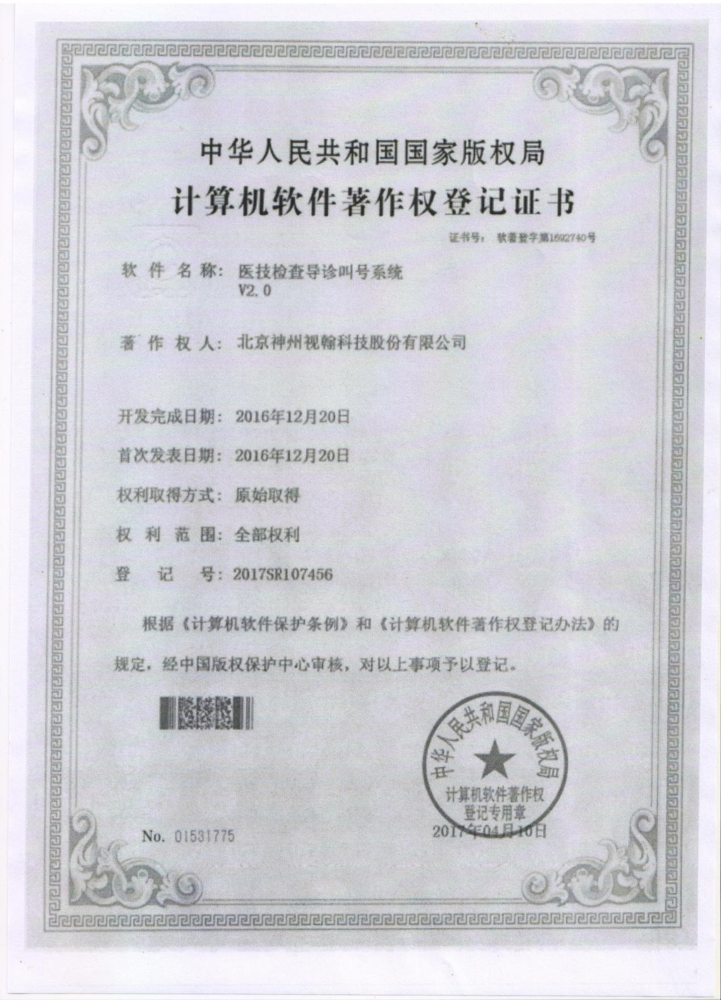 中华人民共和国国家版权局
计算机软件著作权登记证书
证书号： 软著登字第1692740号
软件名称： 医技检查导诊叫号系统
V2.0
著作权人： 北京神州视翰科技股份有限公司
开发完成日期： 2016年12月20日
首次发表日期： 2016年12月20日
权利取得方式： 原始取得
权利范围： 全部权利
登记号： 2017SR107456
根据《计算机软件保护条例》和《计算机软件著作权登记办法》的
规定，经中国版权保护中心审核，对以上事项予以登记。
中华人民共和国国家版权局
计算机软件著作权
登记专用章
No. 01531775
2017年04月10日